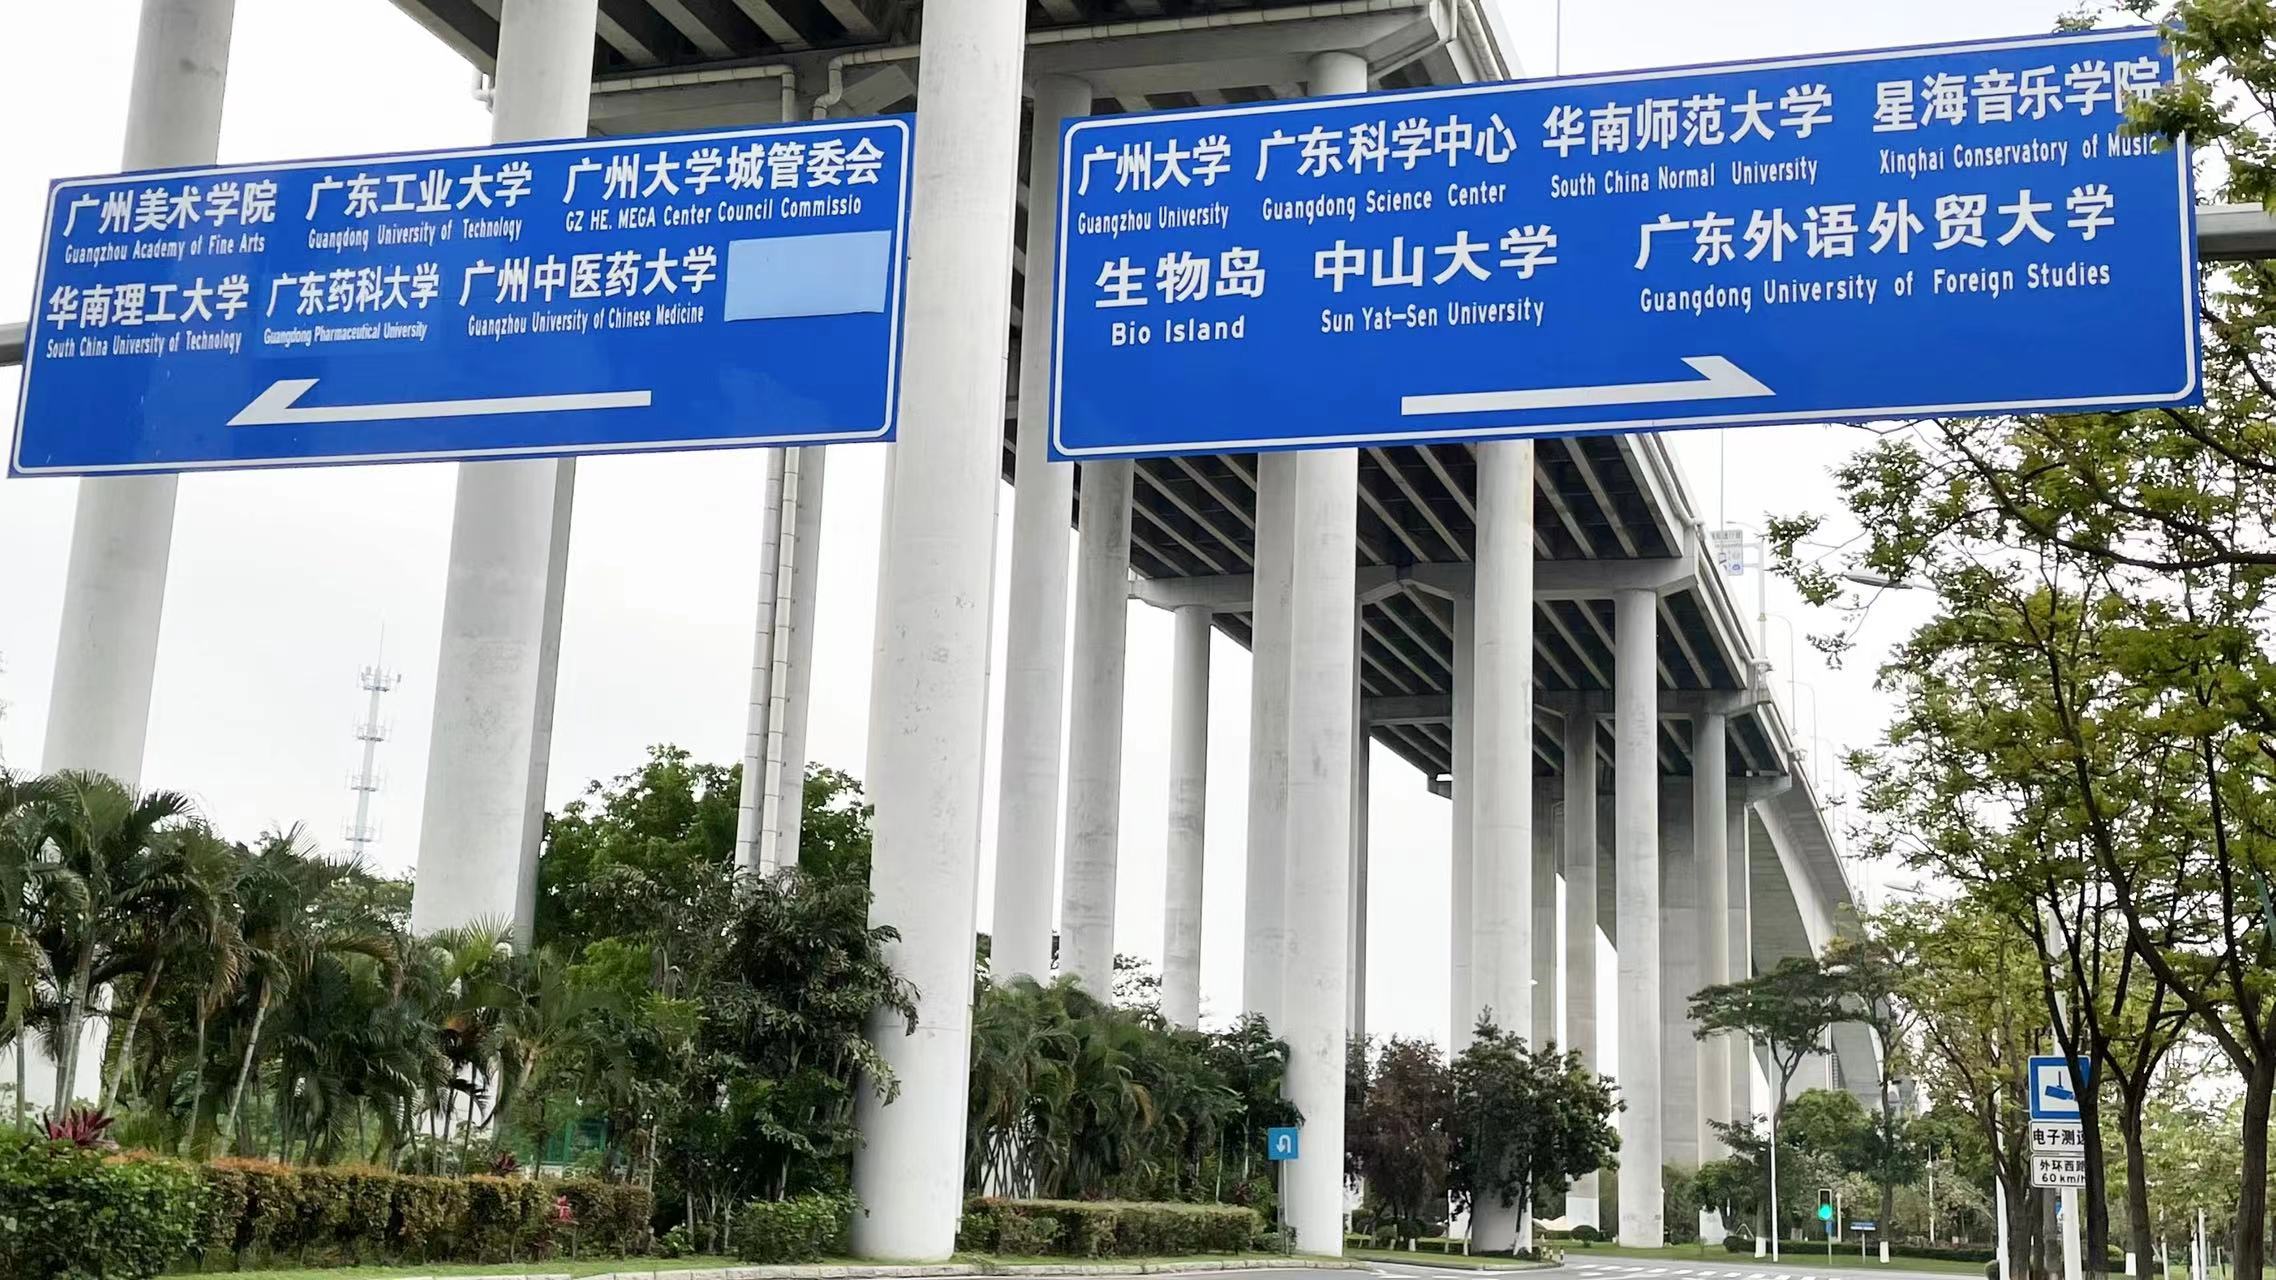 广州美术学院 广东工业大学 广州大学城管委会
Guangzhou Academy of Fine Arts Guangdong University of Technology GZ HE. MEGA Center Council Commissio
华南理工大学 广东药科大学 广州中医药大学
South China University of Technology Guangdong Pharmaceutical University Guangzhou University of Chinese Medicine
广州大学 广东科学中心 华南师范大学 星海音乐学院
Guangzhou University Guangdong Science Center South China Normal University Xinghai Conservatory of Music
生物岛 中山大学 广东外语外贸大学
Bio Island Sun Yat-Sen University Guangdong University of Foreign Studies
电子测速
外环西路
60 km/h